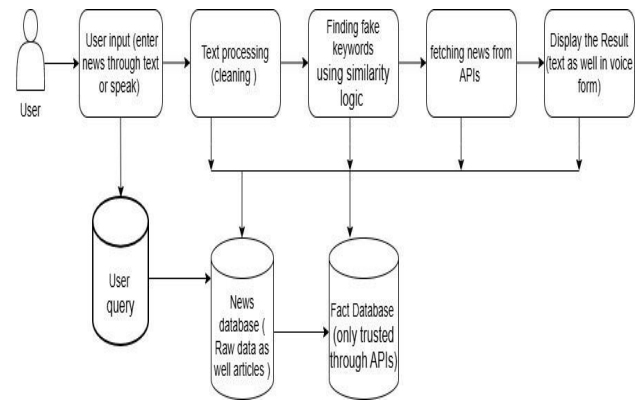 User
User input (enter
news through text
or speak)
Text processing
(cleaning )
Finding fake
keywords
using similarity
logic
fetching news from
APIs
Display the Result
(text as well in voice
form)
User
query
News
database (
Raw data as
well articles )
Fact Database
(only trusted
through APIs)